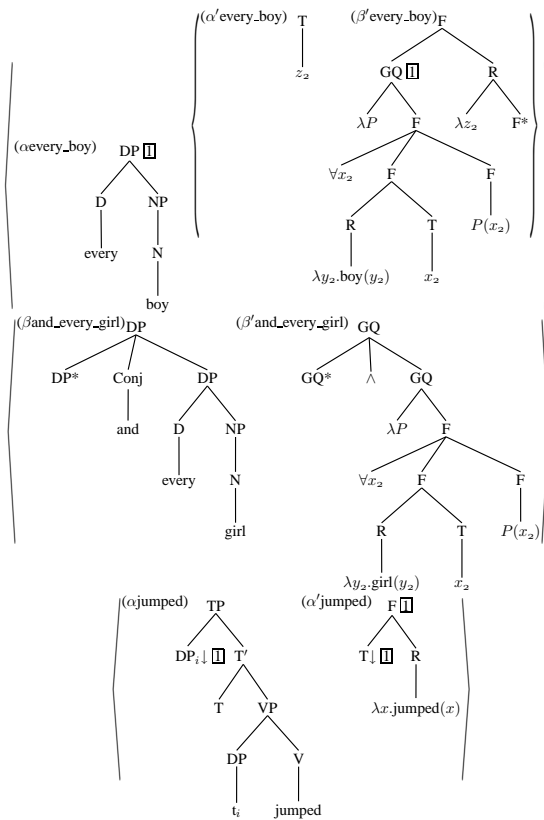 (α'every_boy) T (β'every_boy) F
z₂ GQ 1 R
λP F λz₂ F*
(αevery_boy) DP 1
∀x₂ F F
D NP
R T P(x₂)
every N
λy₂.boy(y₂) x₂
boy
(βand_every_girl) DP (β'and_every_girl) GQ
DP* Conj DP GQ* ∧ GQ
and D NP λP F
every N ∀x₂ F F
girl R T P(x₂)
λy₂.girl(y₂) x₂
(αjumped) TP (α'jumped) F 1
DPᵢ↓ 1 T′ T↓ 1 R
T VP λx.jumped(x)
DP V
tᵢ jumped